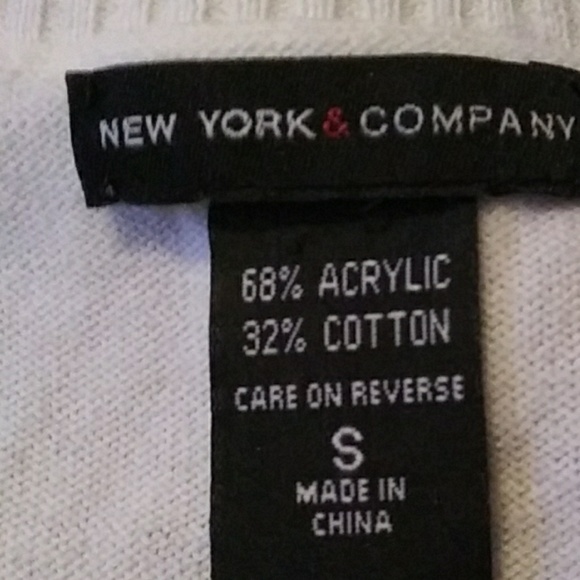 NEW YORK & COMPANY
68% ACRYLIC
32% COTTON
CARE ON REVERSE
S
MADE IN
CHINA